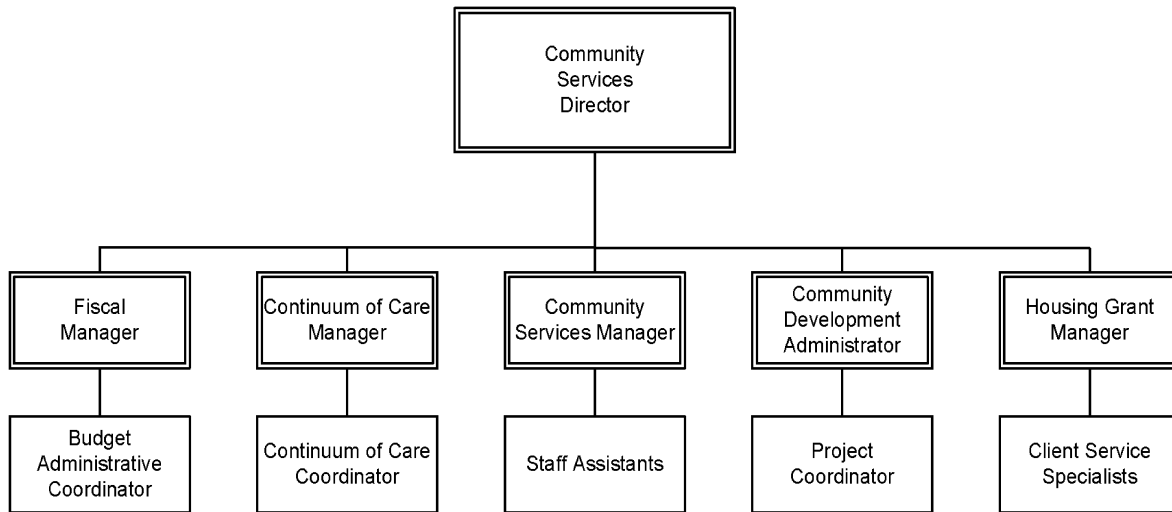 Community
Services
Director
Fiscal
Manager
Continuum of Care
Manager
Community
Services Manager
Community
Development
Administrator
Housing Grant
Manager
Budget
Administrative
Coordinator
Continuum of Care
Coordinator
Staff Assistants
Project
Coordinator
Client Service
Specialists